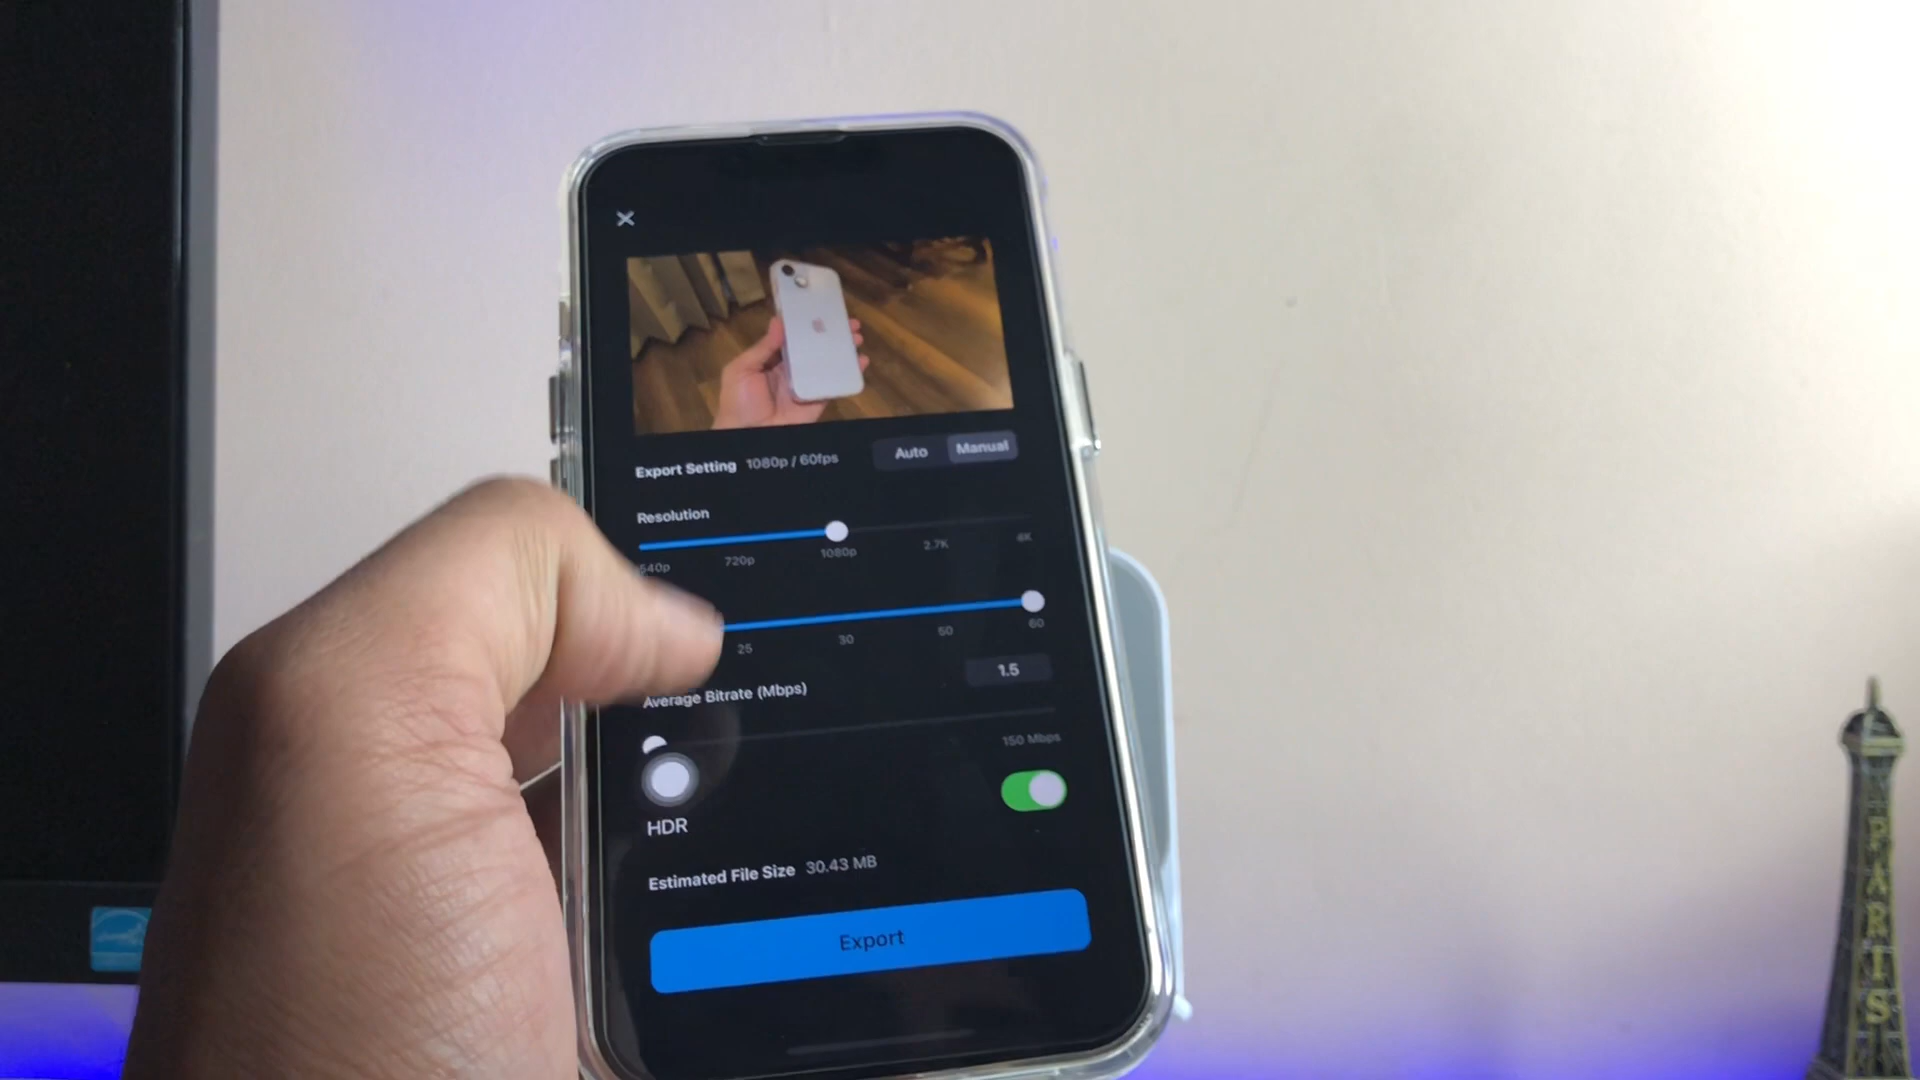 Export Setting 1080p / 60fps Auto Manual
Resolution
540p 720p 1080p 2.7K 4K
25 30 50 60
Average Bitrate (Mbps) 1.5
150 Mbps
HDR
Estimated File Size 30.43 MB
Export
PARIS